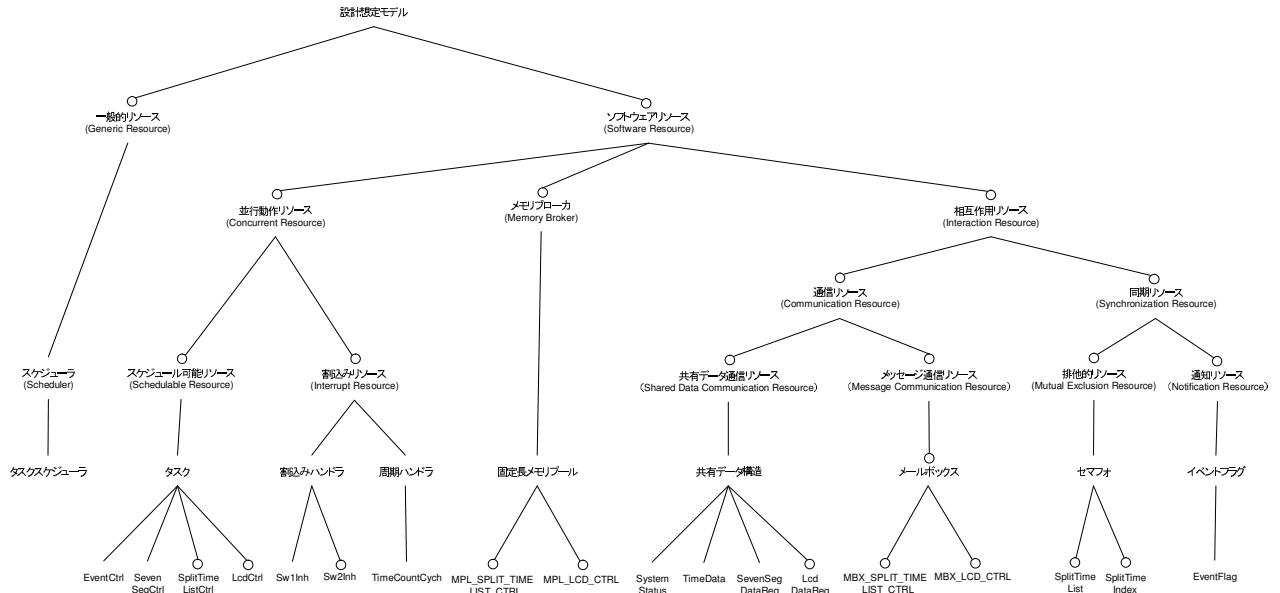 設計想定モデル
一般的リソース
(Generic Resource)
ソフトウェアリソース
(Software Resource)
並行動作リソース
(Concurrent Resource)
メモリブローカ
(Memory Broker)
相互作用リソース
(Interaction Resource)
通信リソース
(Communication Resource)
同期リソース
(Synchronization Resource)
スケジューラ
(Scheduler)
スケジュール可能リソース
(Schedulable Resource)
割込みリソース
(Interrupt Resource)
共有データ通信リソース
(Shared Data Communication Resource)
メッセージ通信リソース
(Message Communication Resource)
排他的リソース
(Mutual Exclusion Resource)
通知リソース
(Notification Resource)
タスクスケジューラ
タスク
割込みハンドラ
周期ハンドラ
固定長メモリプール
共有データ構造
メールボックス
セマフォ
イベントフラグ
EventCtrl
Seven
SegCtrl
SplitTime
ListCtrl
LcdCtrl
Sw1Inh
Sw2Inh
TimeCountCych
MPL_SPLIT_TIME
LIST_CTRL
MPL_LCD_CTRL
System
Status
TimeData
SevenSeg
DataReg
Lcd
DataReg
MBX_SPLIT_TIME
LIST_CTRL
MBX_LCD_CTRL
SplitTime
List
SplitTime
Index
EventFlag